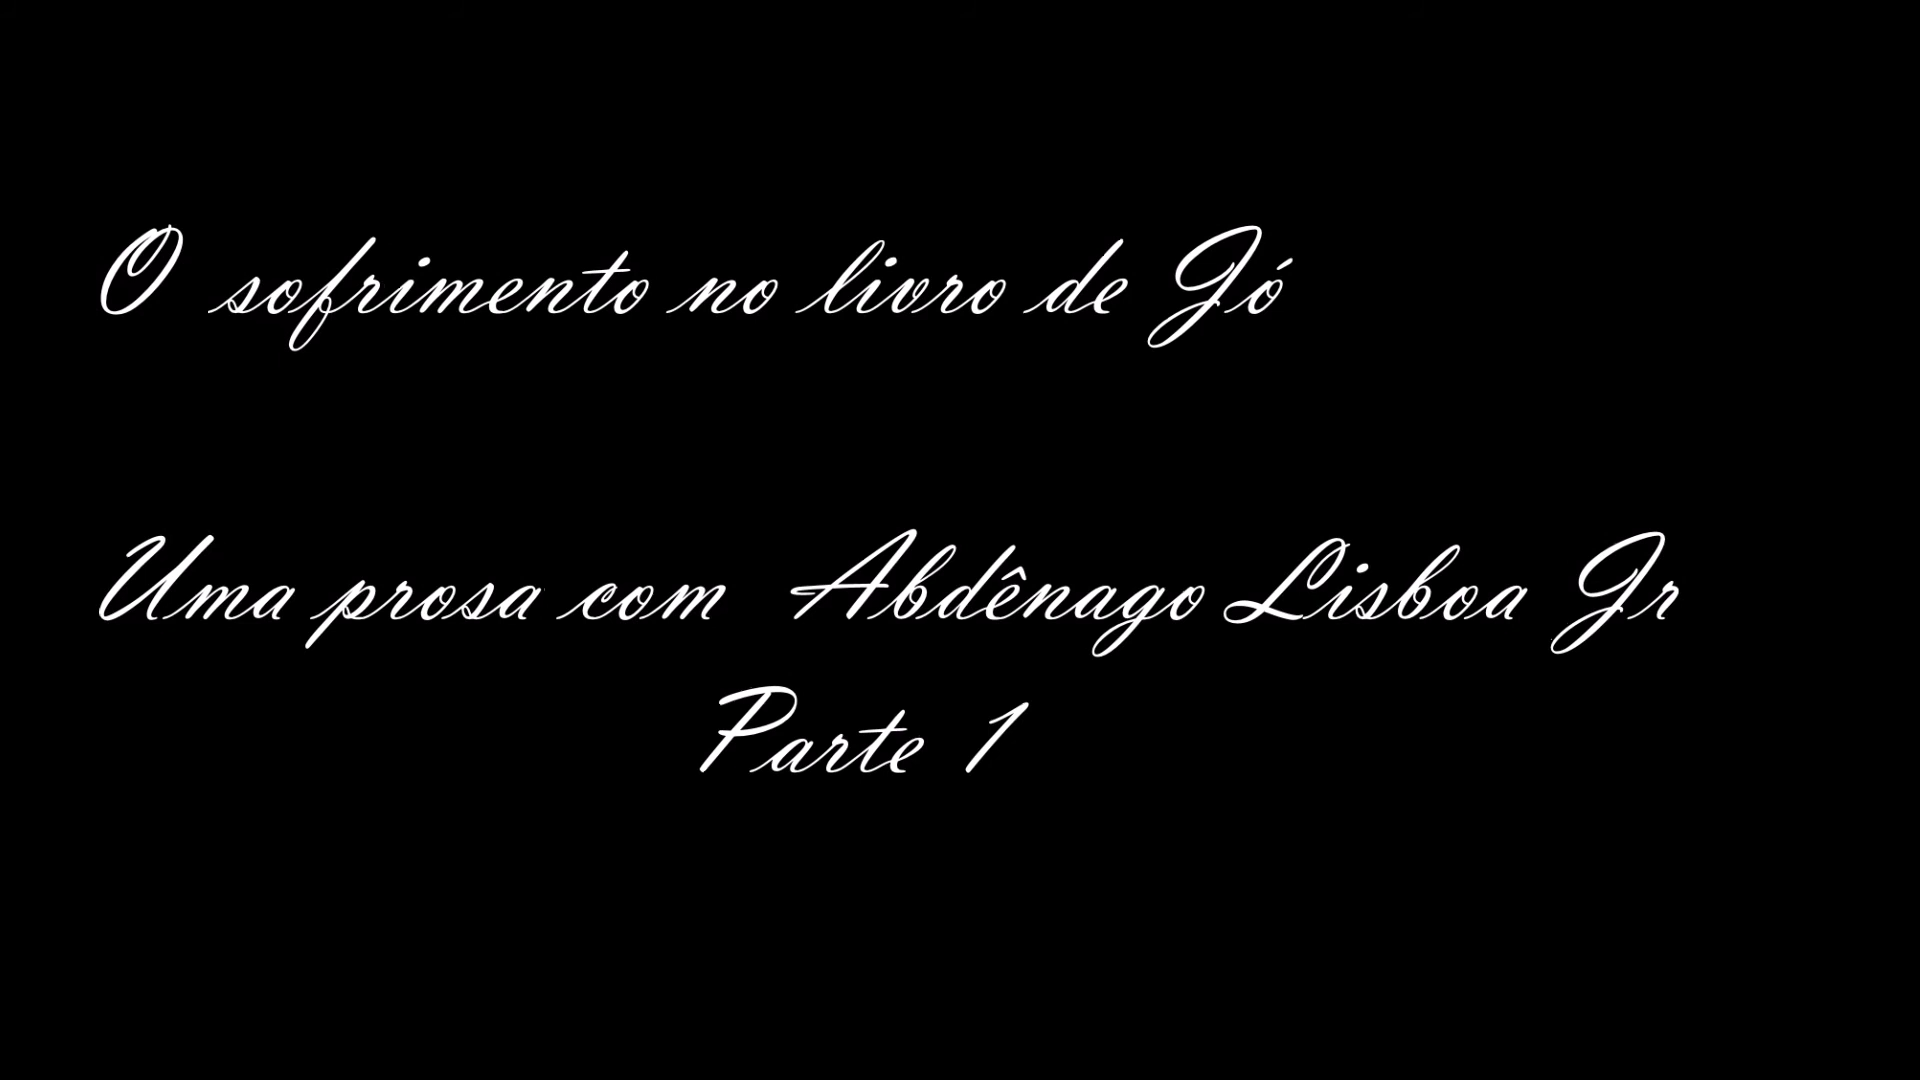 O sofrimento no livro de Jó
Uma prosa com Abdênago Lisboa Jr
Parte 1